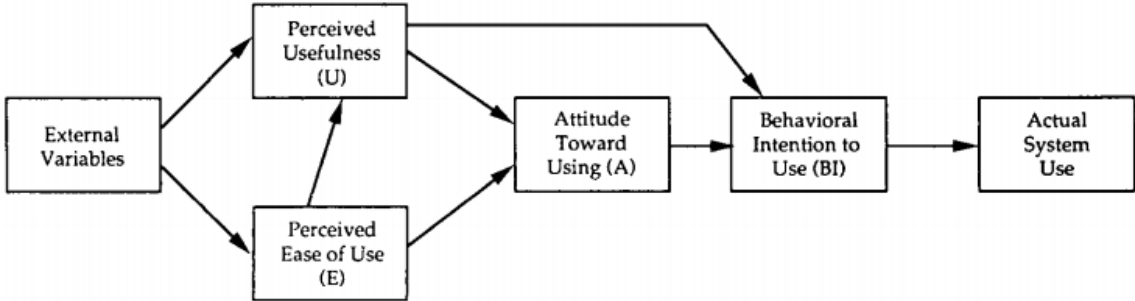 External
Variables
Perceived
Usefulness
(U)
Perceived
Ease of Use
(E)
Attitude
Toward
Using (A)
Behavioral
Intention to
Use (BI)
Actual
System
Use